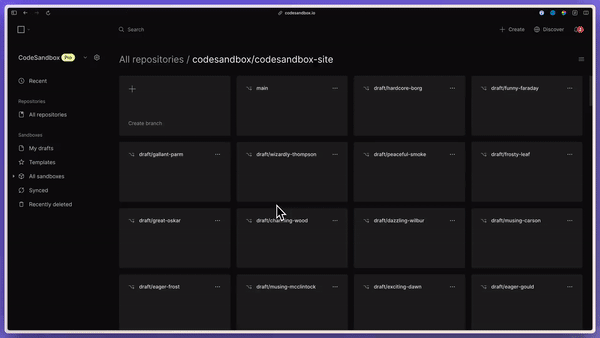 codesandbox.io
Search
Create
Discover
CodeSandbox Pro
All repositories / codesandbox/codesandbox-site
Recent
Repositories
All repositories
Sandboxes
My drafts
Templates
All sandboxes
Synced
Recently deleted
Create branch
main
draft/hardcore-borg
draft/funny-faraday
draft/gallant-parm
draft/wizardly-thompson
draft/peaceful-smoke
draft/frosty-leaf
draft/great-oskar
draft/dazzling-wilbur
draft/musing-carson
draft/eager-frost
draft/musing-mcclintock
draft/exciting-dawn
draft/eager-gould